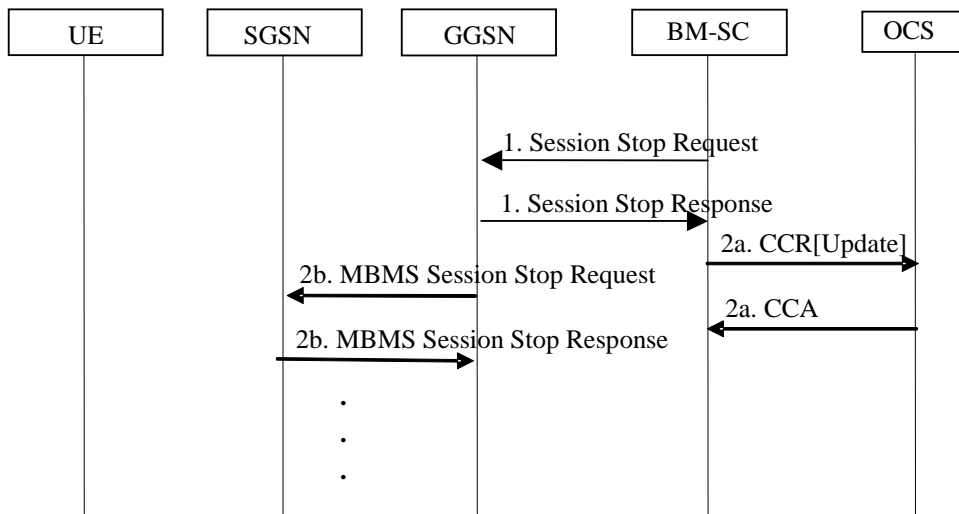 UE
SGSN
GGSN
BM-SC
OCS
1. Session Stop Request
1. Session Stop Response
2a. CCR[Update]
2b. MBMS Session Stop Request
2a. CCA
2b. MBMS Session Stop Response
.
.
.